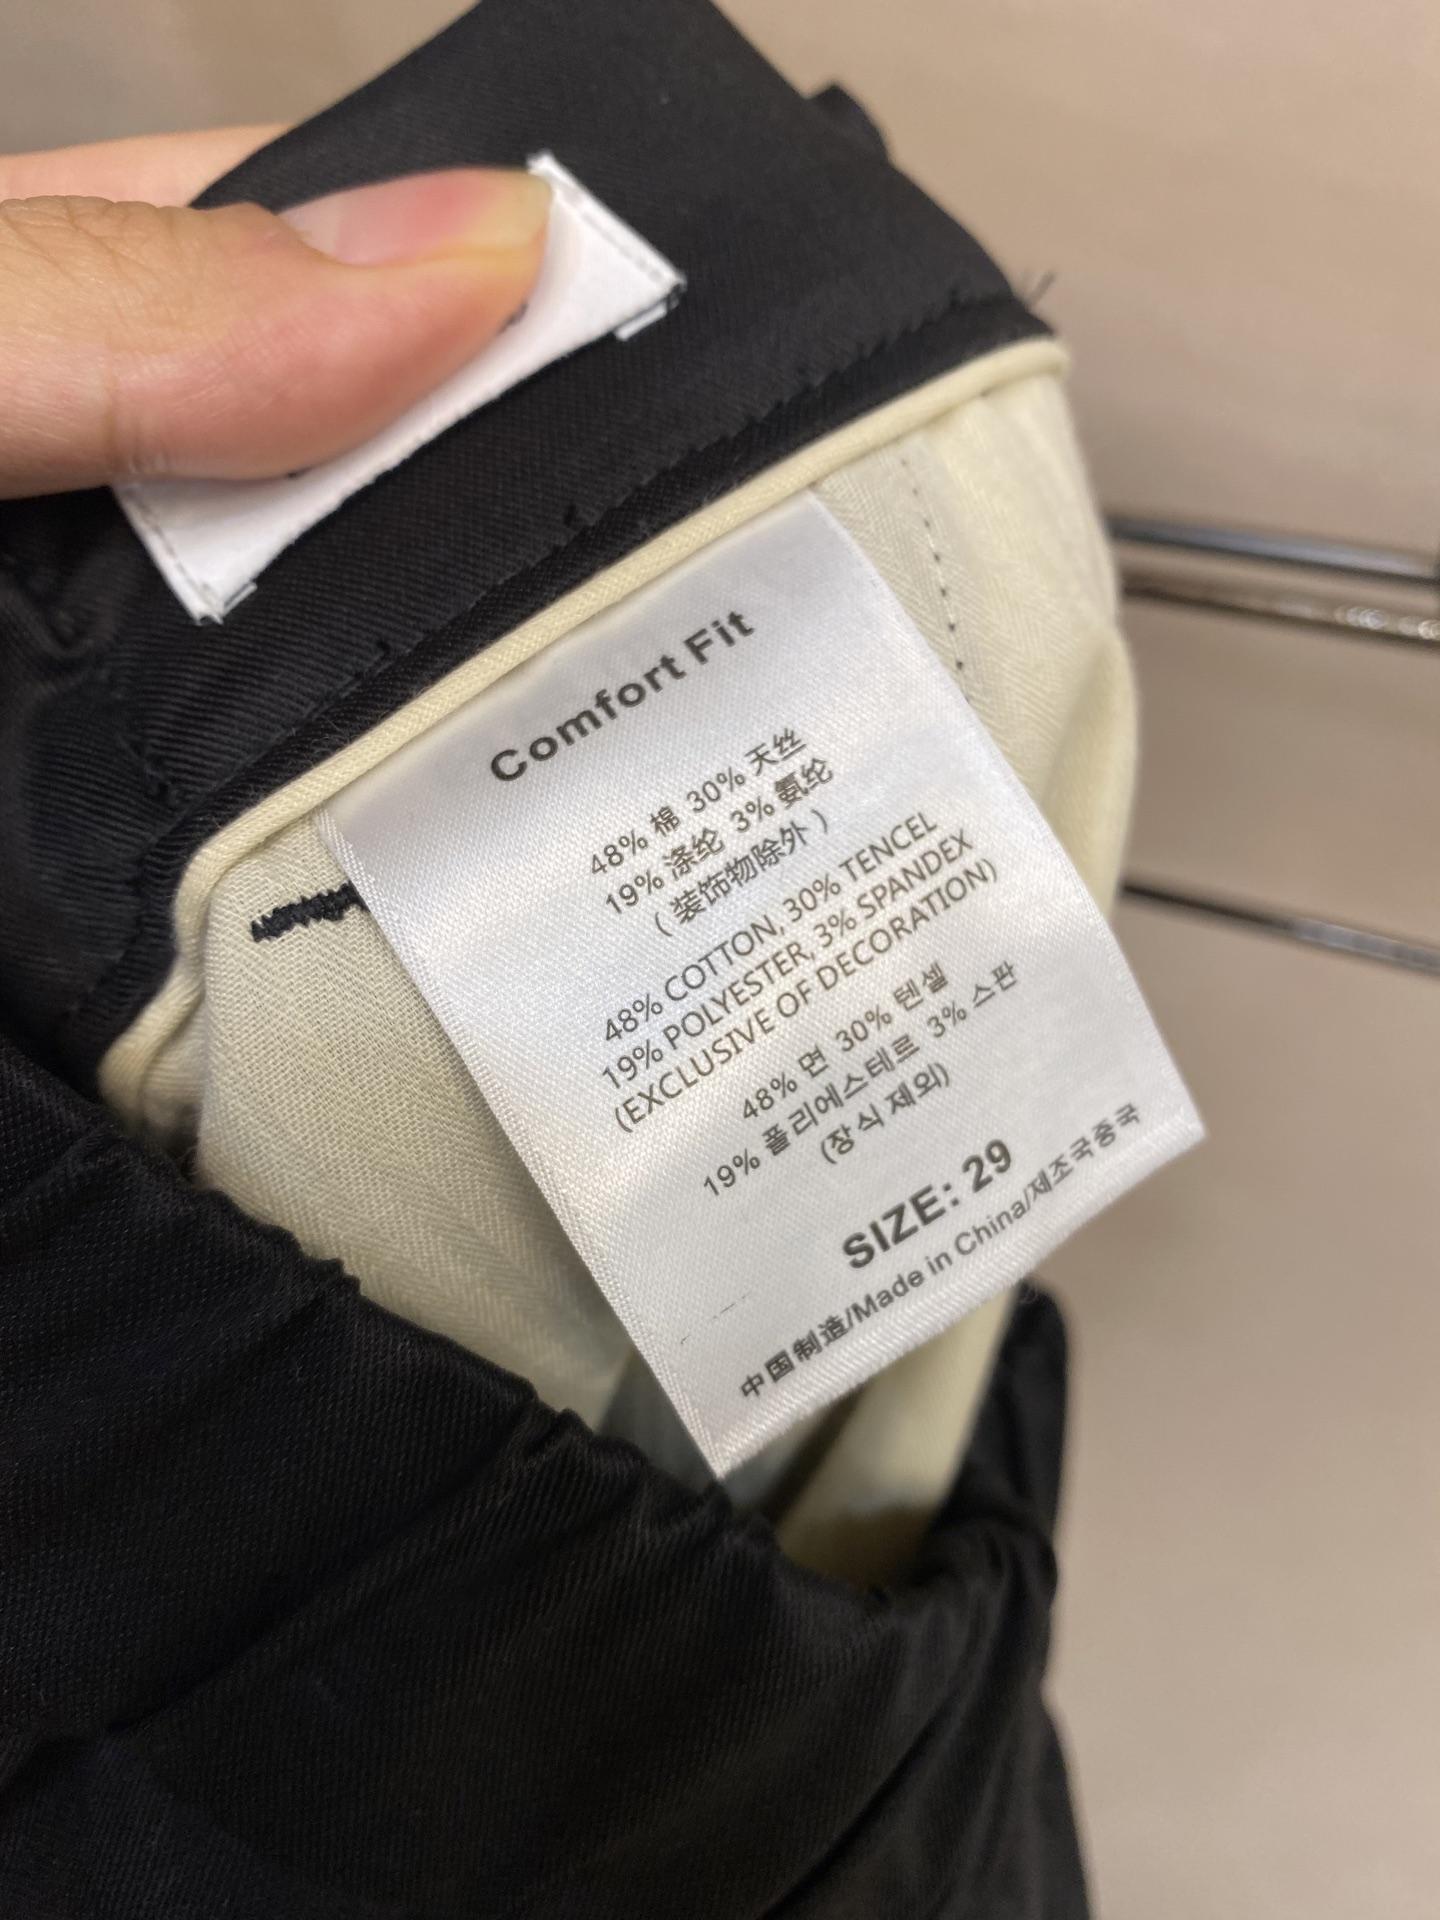 Comfort Fit
48% 棉 30% 天丝
19% 涤纶 3% 氨纶
(装饰物除外)
48% COTTON, 30% TENCEL
19% POLYESTER, 3% SPANDEX
(EXCLUSIVE OF DECORATION)
48% 면 30% 텐셀
19% 폴리에스테르 3% 스판
(장식 제외)
SIZE: 29
中国制造/Made in China/제조국중국